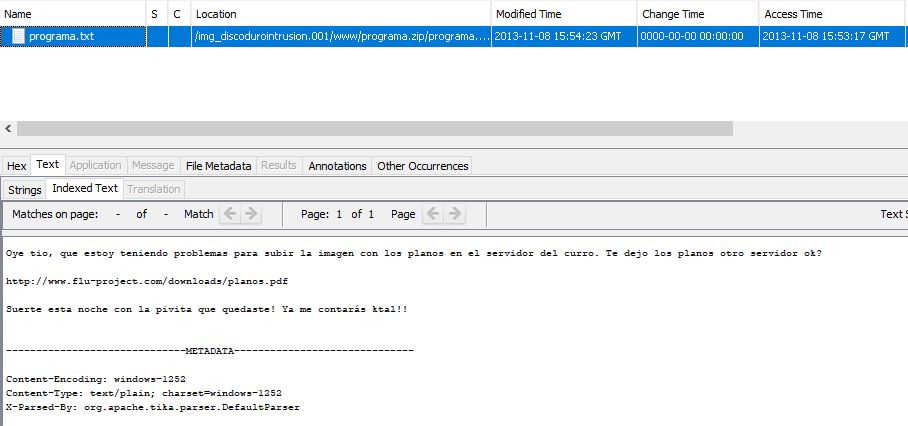 Name S C Location Modified Time Change Time Access Time
programa.txt /img_discodurointrusion.001/www/programa.zip/programa.... 2013-11-08 15:54:23 GMT 0000-00-00 00:00:00 2013-11-08 15:53:17 GMT
Hex Text Application Message File Metadata Results Annotations Other Occurrences
Strings Indexed Text Translation
Matches on page: - of - Match Page: 1 of 1 Page Text S
Oye tio, que estoy teniendo problemas para subir la imagen con los planos en el servidor del curro. Te dejo los planos otro servidor ok?
http://www.flu-project.com/downloads/planos.pdf
Suerte esta noche con la pivita que quedaste! Ya me contarás ktal!!
------------------------------METADATA------------------------------
Content-Encoding: windows-1252
Content-Type: text/plain; charset=windows-1252
X-Parsed-By: org.apache.tika.parser.DefaultParser